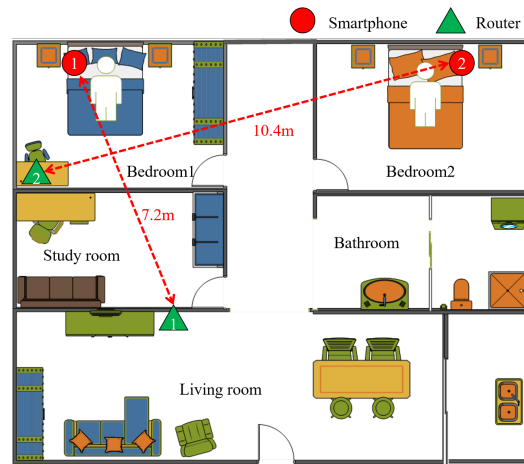 Smartphone
Router
1
2
10.4m
2
Bedroom1
Bedroom2
7.2m
Study room
Bathroom
1
Living room